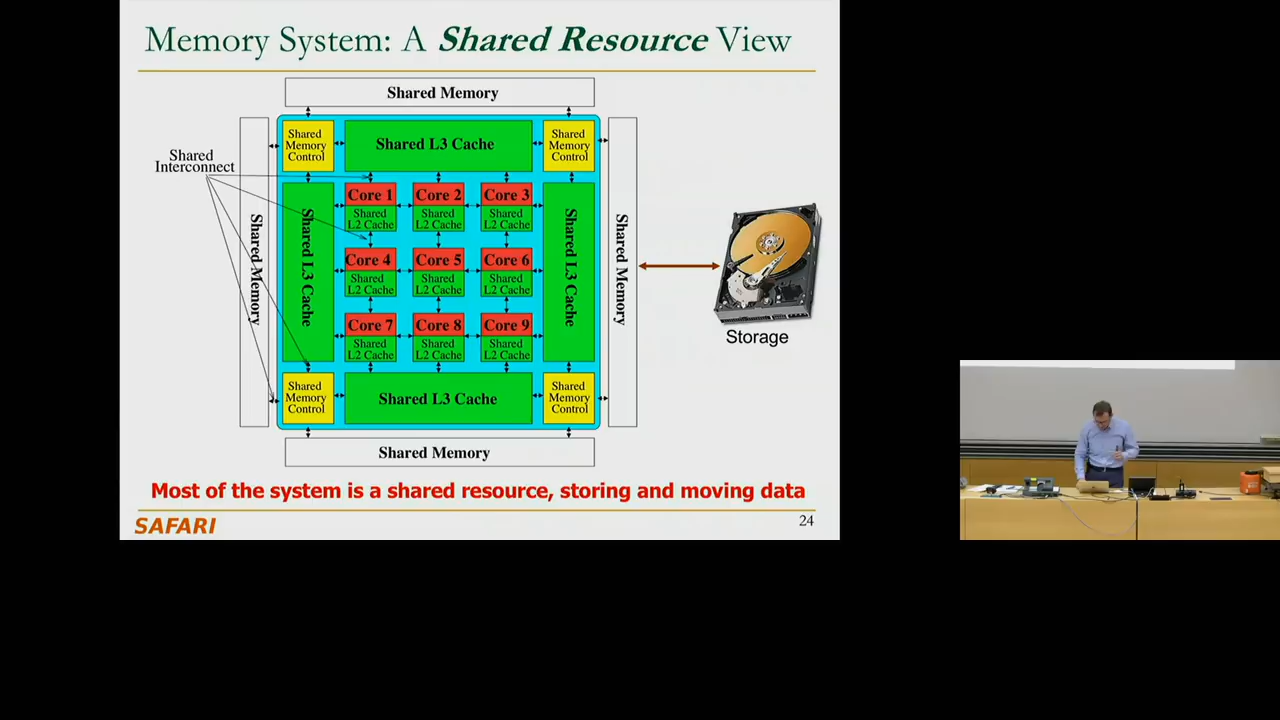 Memory System: A Shared Resource View
Shared Memory
Shared
Memory
Control
Shared L3 Cache
Shared
Memory
Control
Shared
Interconnect
Shared Memory
Shared L3 Cache
Core 1
Shared
L2 Cache
Core 2
Shared
L2 Cache
Core 3
Shared
L2 Cache
Core 4
Shared
L2 Cache
Core 5
Shared
L2 Cache
Core 6
Shared
L2 Cache
Core 7
Shared
L2 Cache
Core 8
Shared
L2 Cache
Core 9
Shared
L2 Cache
Shared L3 Cache
Shared Memory
Storage
Shared
Memory
Control
Shared L3 Cache
Shared
Memory
Control
Shared Memory
Most of the system is a shared resource, storing and moving data
SAFARI
24